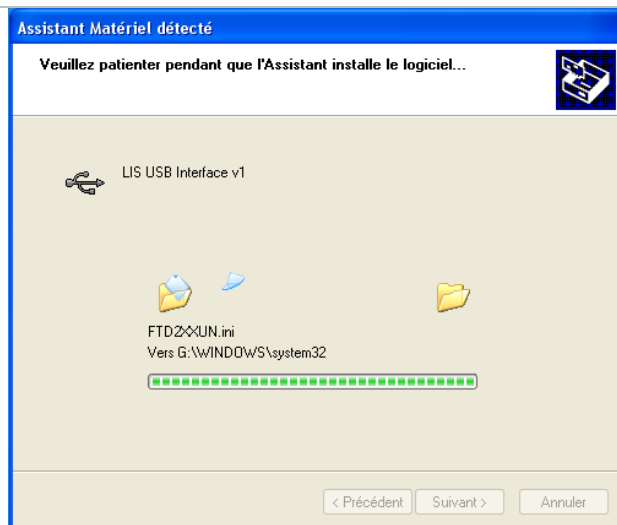 Assistant Matériel détecté
Veuillez patienter pendant que l'Assistant installe le logiciel...
LIS USB Interface v1
FTD2XXUN.ini
Vers G:\WINDOWS\system32
< Précédent Suivant > Annuler